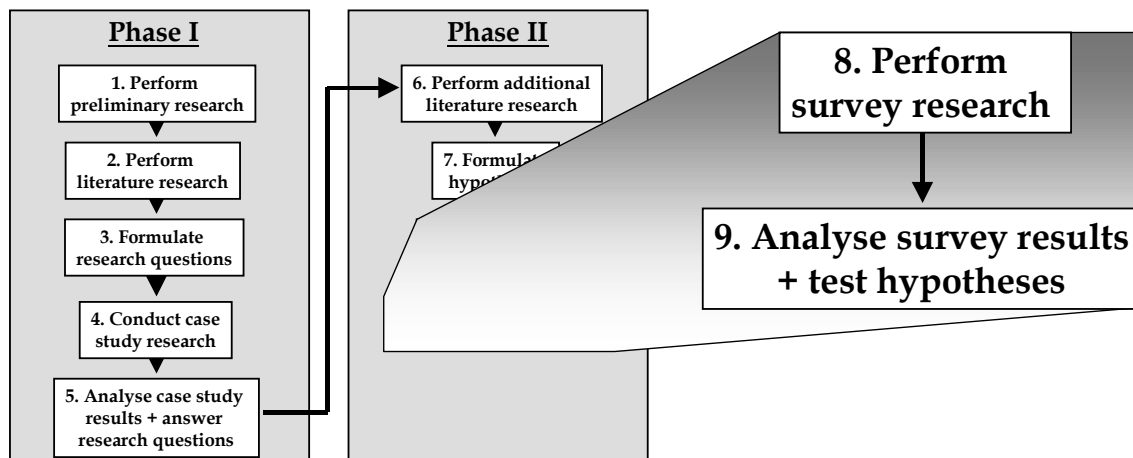 Phase I
1. Perform
preliminary research
2. Perform
literature research
3. Formulate
research questions
4. Conduct case
study research
5. Analyse case study
results + answer
research questions
Phase II
6. Perform additional
literature research
7. Formulate
8. Perform
survey research
9. Analyse survey results
+ test hypotheses